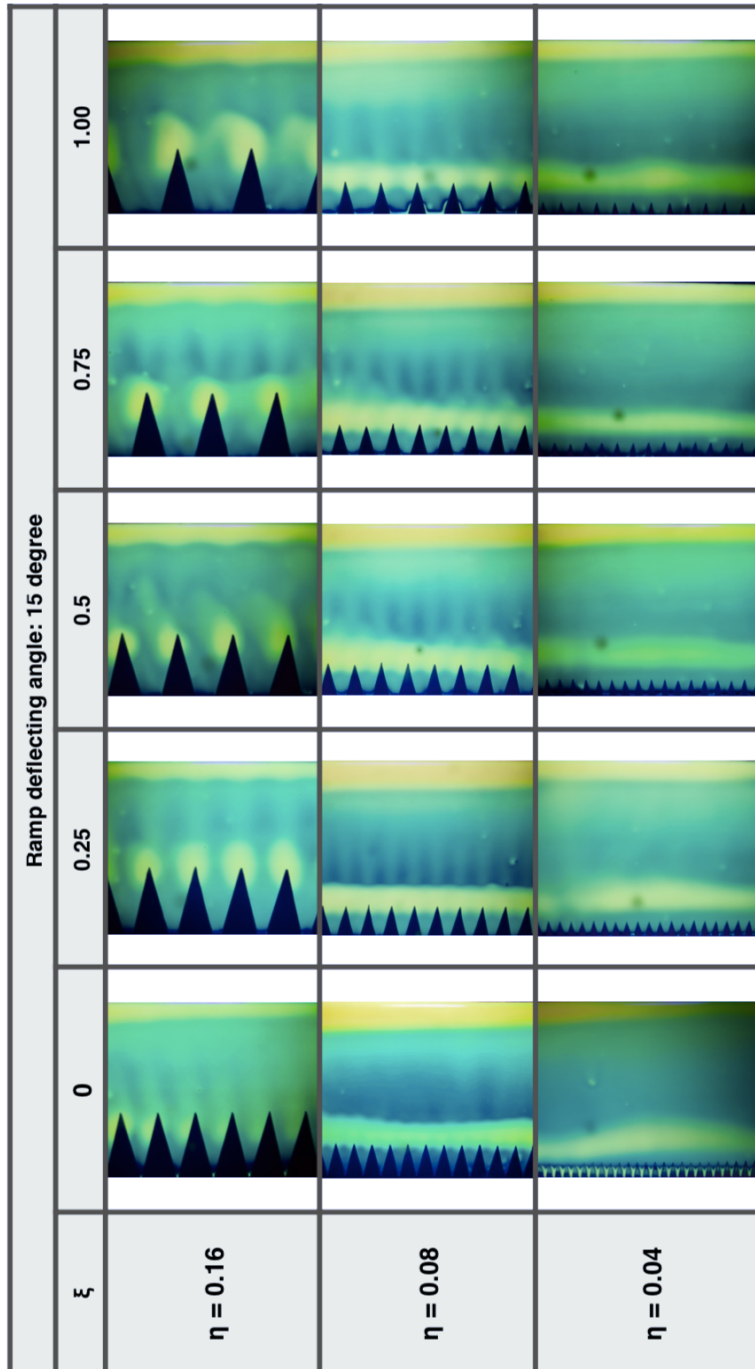 Ramp deflecting angle: 15 degree
ξ 0 0.25 0.5 0.75 1.00
η = 0.16
η = 0.08
η = 0.04